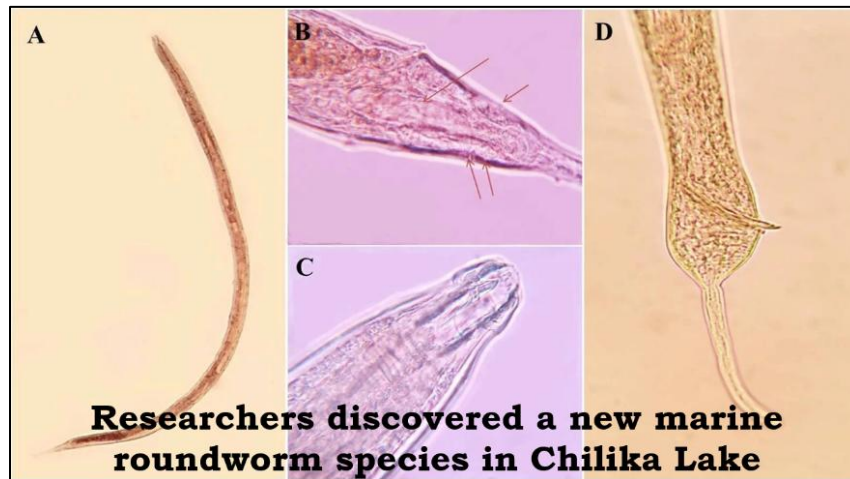 A
B
D
C
Researchers discovered a new marine
roundworm species in Chilika Lake